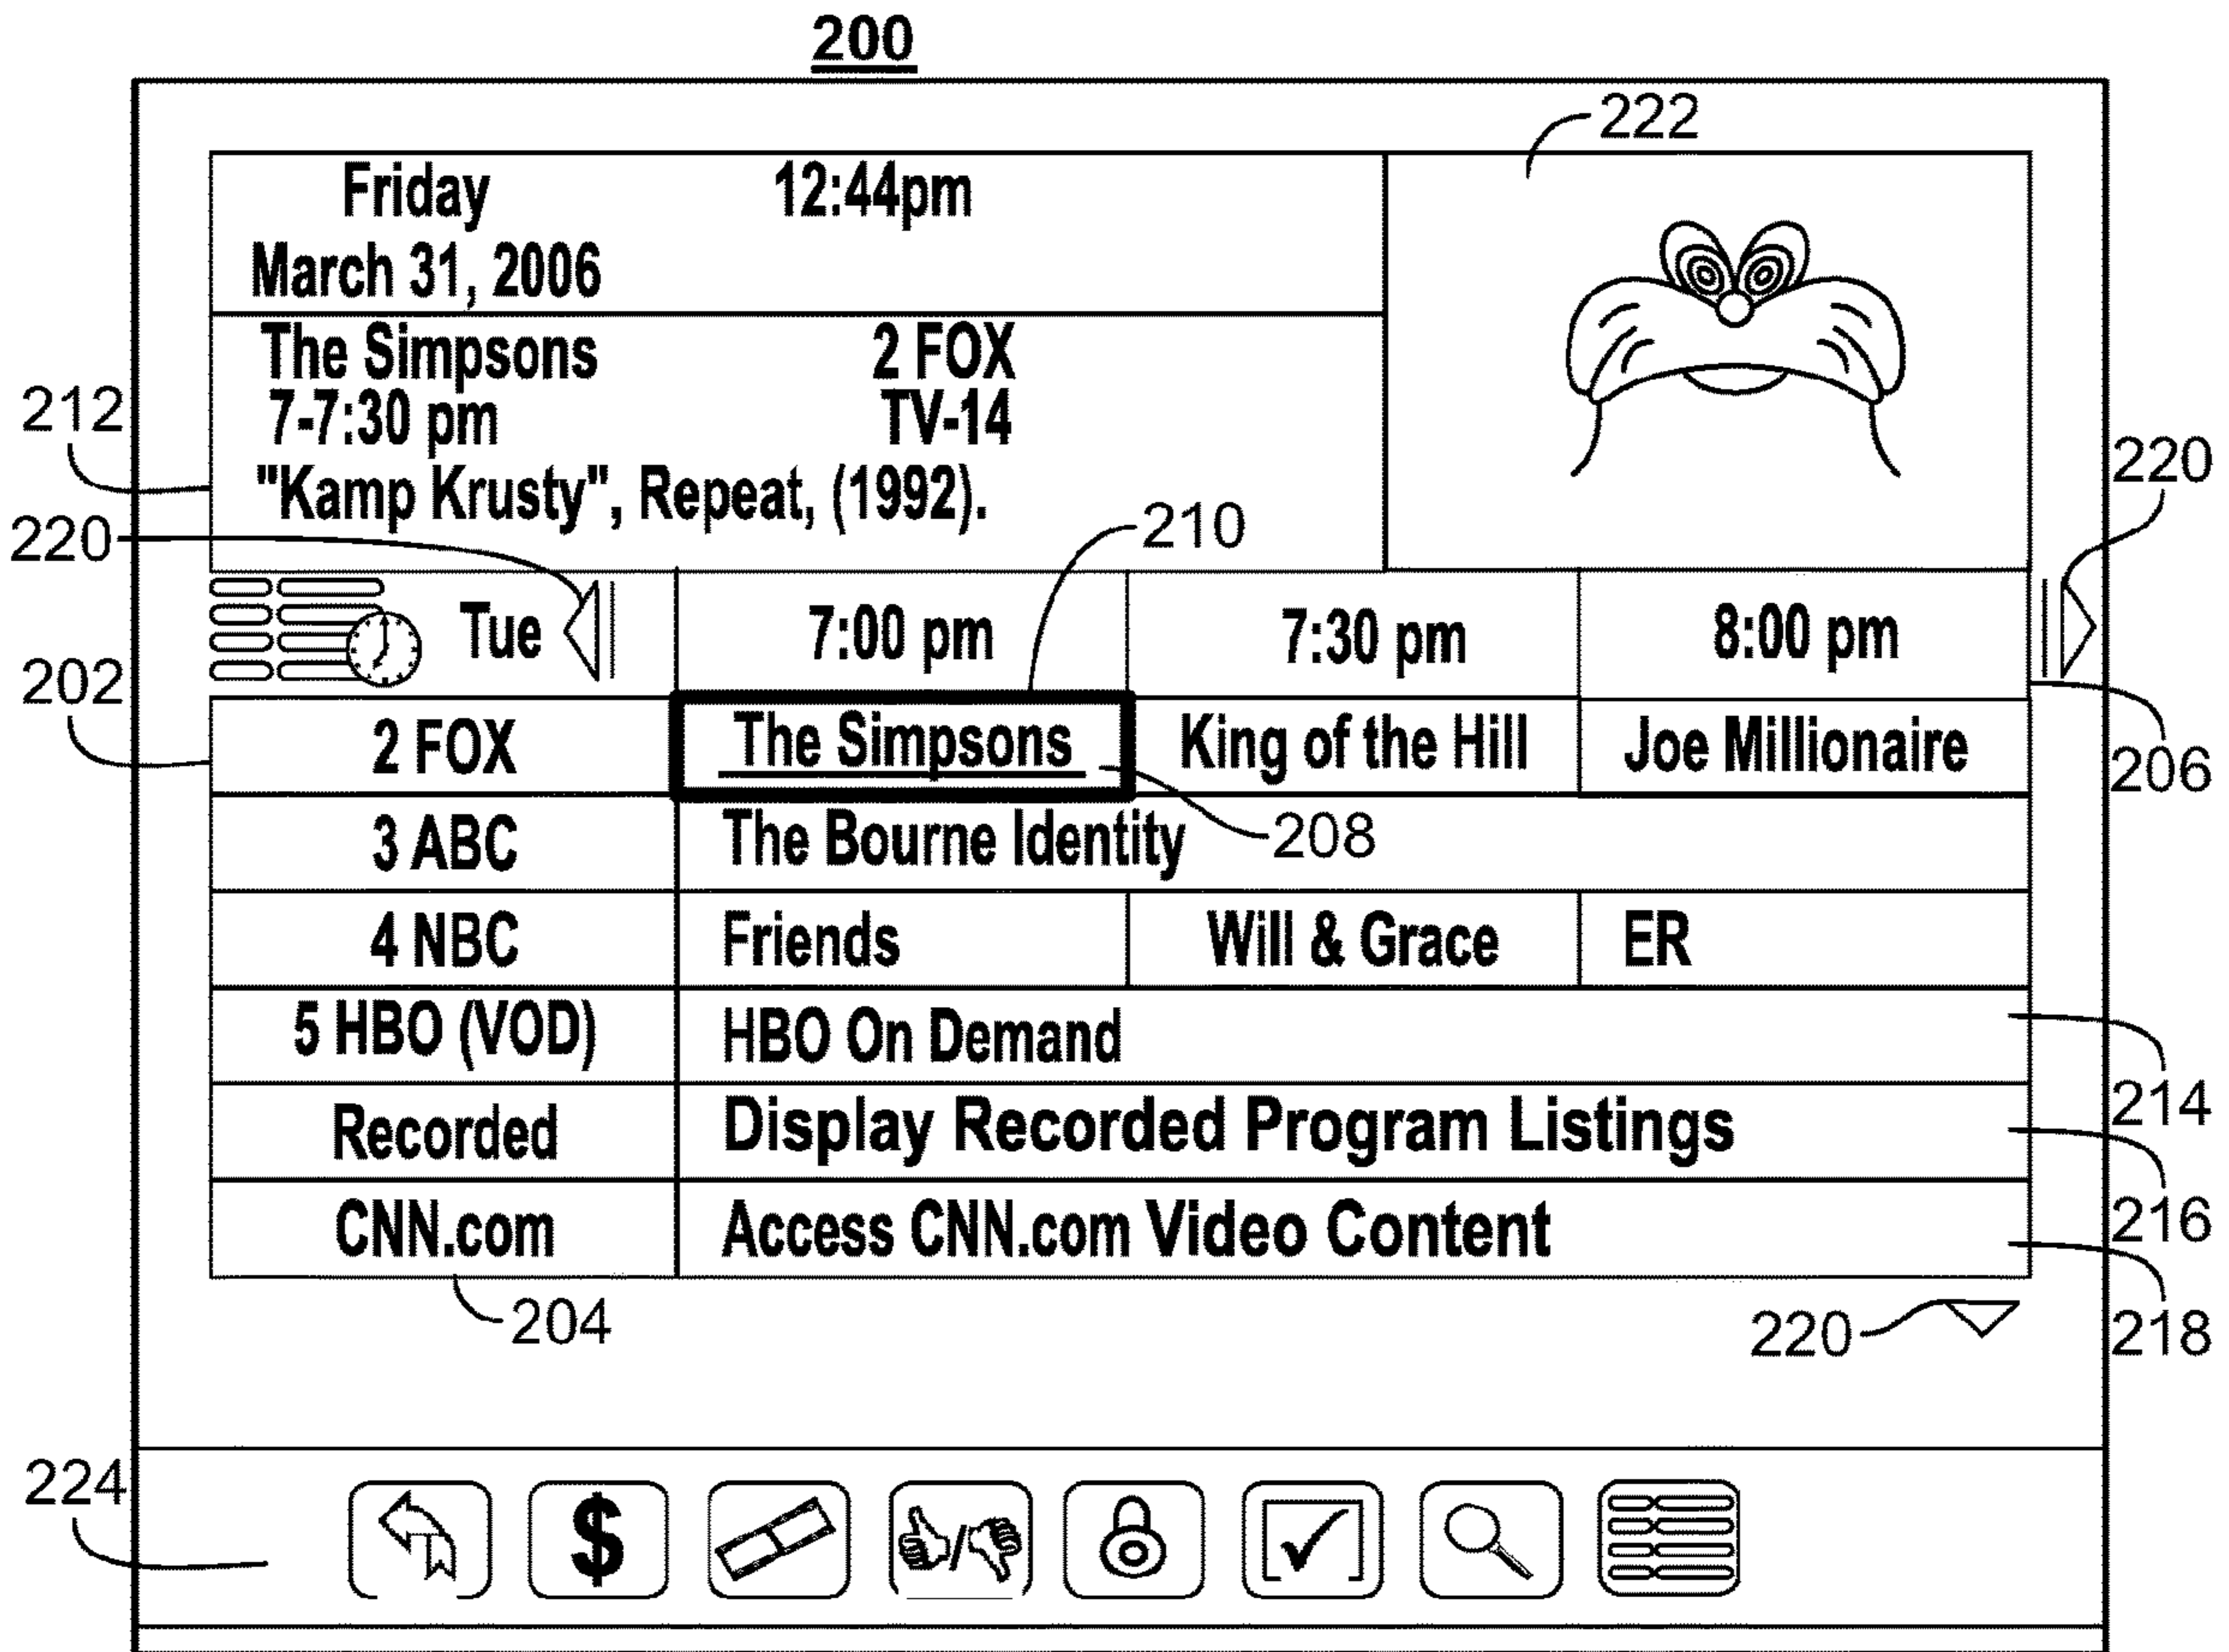 200
222
Friday 12:44pm
March 31, 2006
The Simpsons 2 FOX
212 7-7:30 pm TV-14
220
"Kamp Krusty", Repeat, (1992).
220 210
Tue 7:00 pm 7:30 pm 8:00 pm
202
2 FOX The Simpsons King of the Hill Joe Millionaire
206
3 ABC The Bourne Identity 208
4 NBC Friends Will & Grace ER
5 HBO (VOD) HBO On Demand
214
Recorded Display Recorded Program Listings
216
CNN.com Access CNN.com Video Content
204 220 218
224
$ /